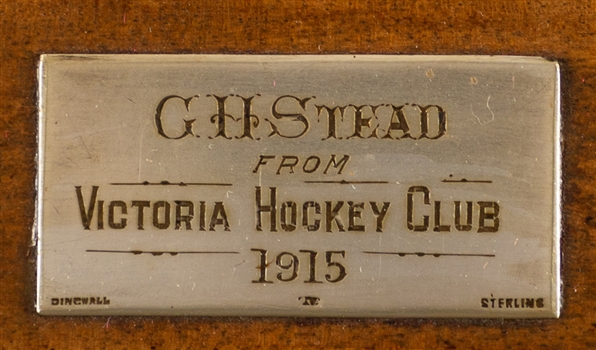 G.H. STEAD
FROM
VICTORIA HOCKEY CLUB
1915
DINGWALL STERLING